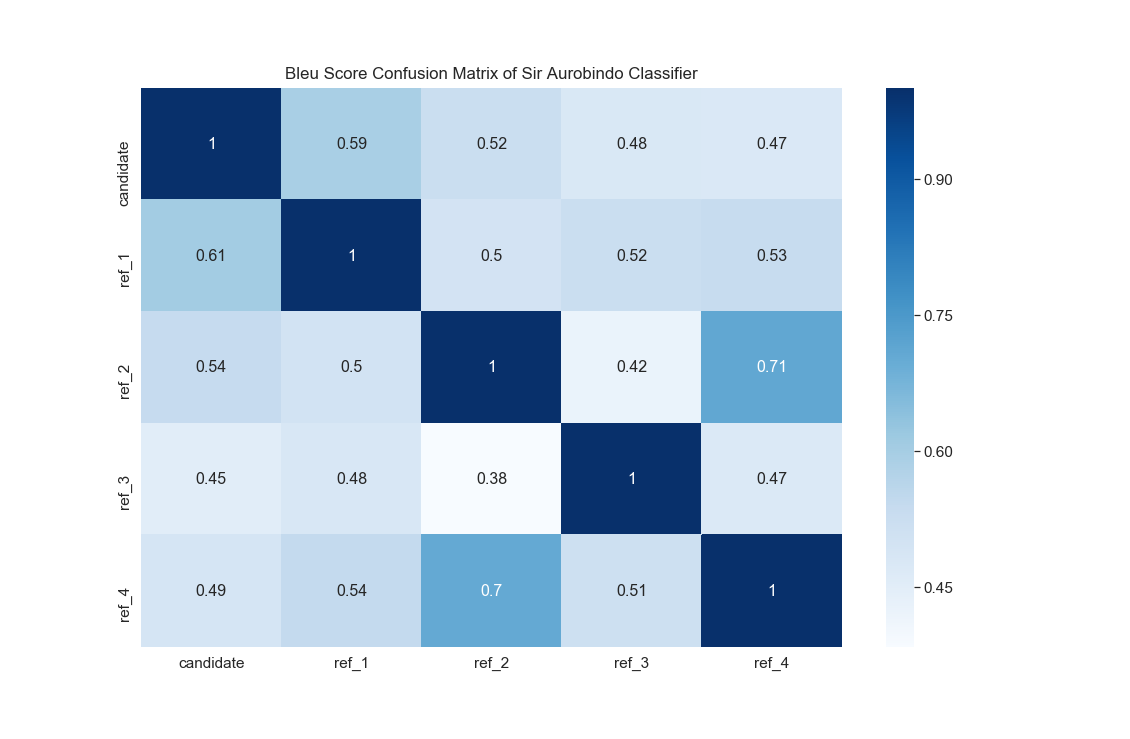 Bleu Score Confusion Matrix of Sir Aurobindo Classifier
candidate 1 0.59 0.52 0.48 0.47
ref_1 0.61 1 0.5 0.52 0.53
ref_2 0.54 0.5 1 0.42 0.71
ref_3 0.45 0.48 0.38 1 0.47
ref_4 0.49 0.54 0.7 0.51 1
candidate ref_1 ref_2 ref_3 ref_4
0.90
0.75
0.60
0.45